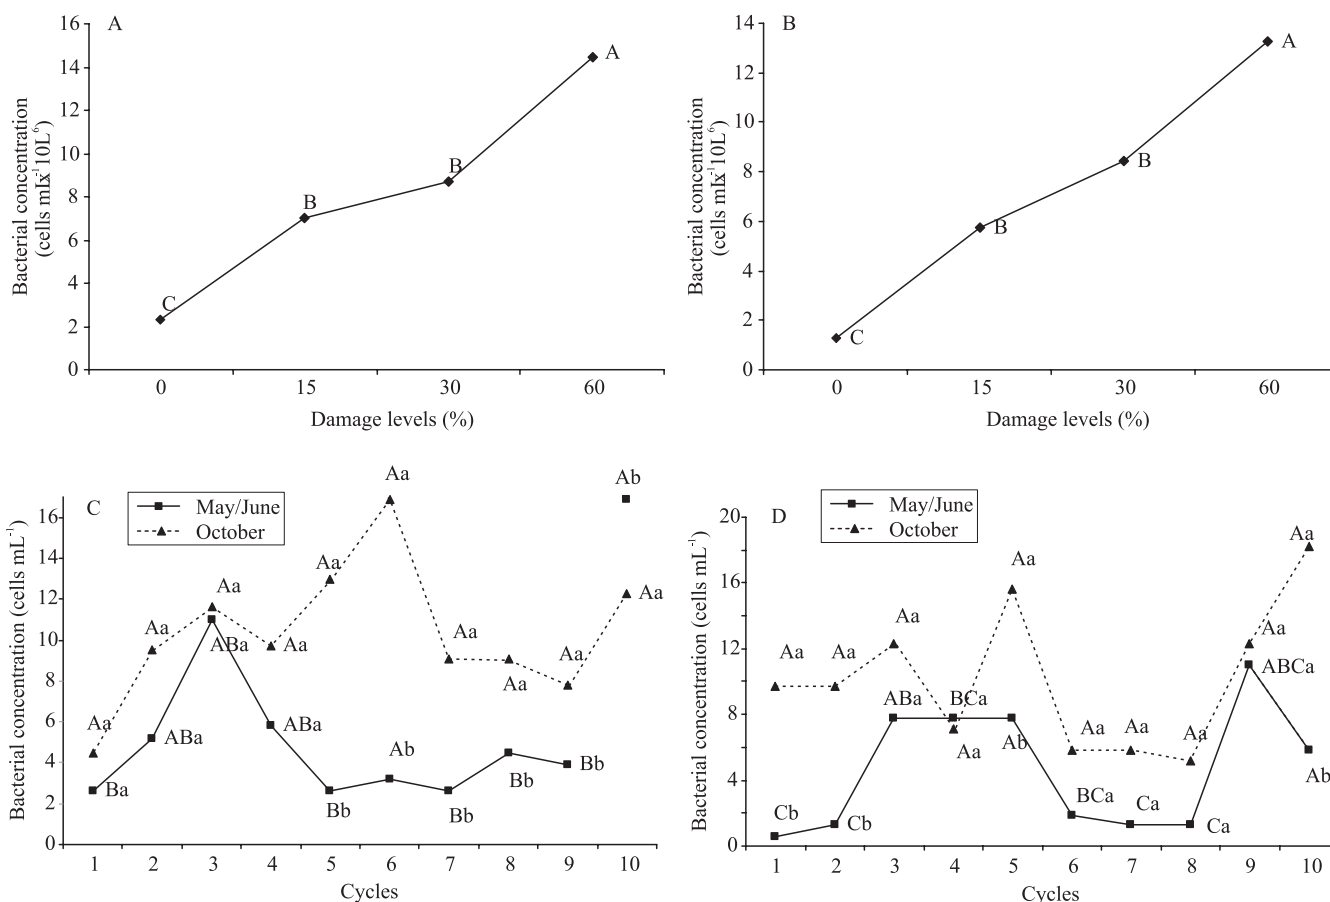 A
16
14
12
10
8
6
4
2
0
Bacterial concentration
(cells mlx⁻¹10L⁶)
C
B
B
A
0 15 30 60
Damage levels (%)
B
14
12
10
8
6
4
2
0
Bacterial concentration
(cells mlx⁻¹10L⁶)
C
B
B
A
0 15 30 60
Damage levels (%)
C
May/June
October
16
14
12
10
8
6
4
2
0
Bacterial concentration (cells mL⁻¹)
Aa Aa Aa Aa Aa Aa Aa Aa Aa Aa
Ba ABa ABa ABa Bb Ab Bb Bb Bb Ab
1 2 3 4 5 6 7 8 9 10
Cycles
D
May/June
October
20
16
12
8
4
0
Bacterial concentration (cells mL⁻¹)
Aa Aa Aa Aa Aa Aa Aa Aa Aa Aa
Cb Cb ABa BCa Ab BCa Ca Ca ABCa Ab
1 2 3 4 5 6 7 8 9 10
Cycles